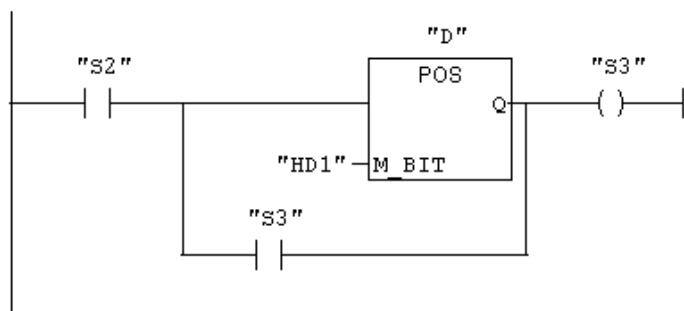 "D"
"S2"
"S3"
POS
Q
"HD1"
M_BIT
"S3"